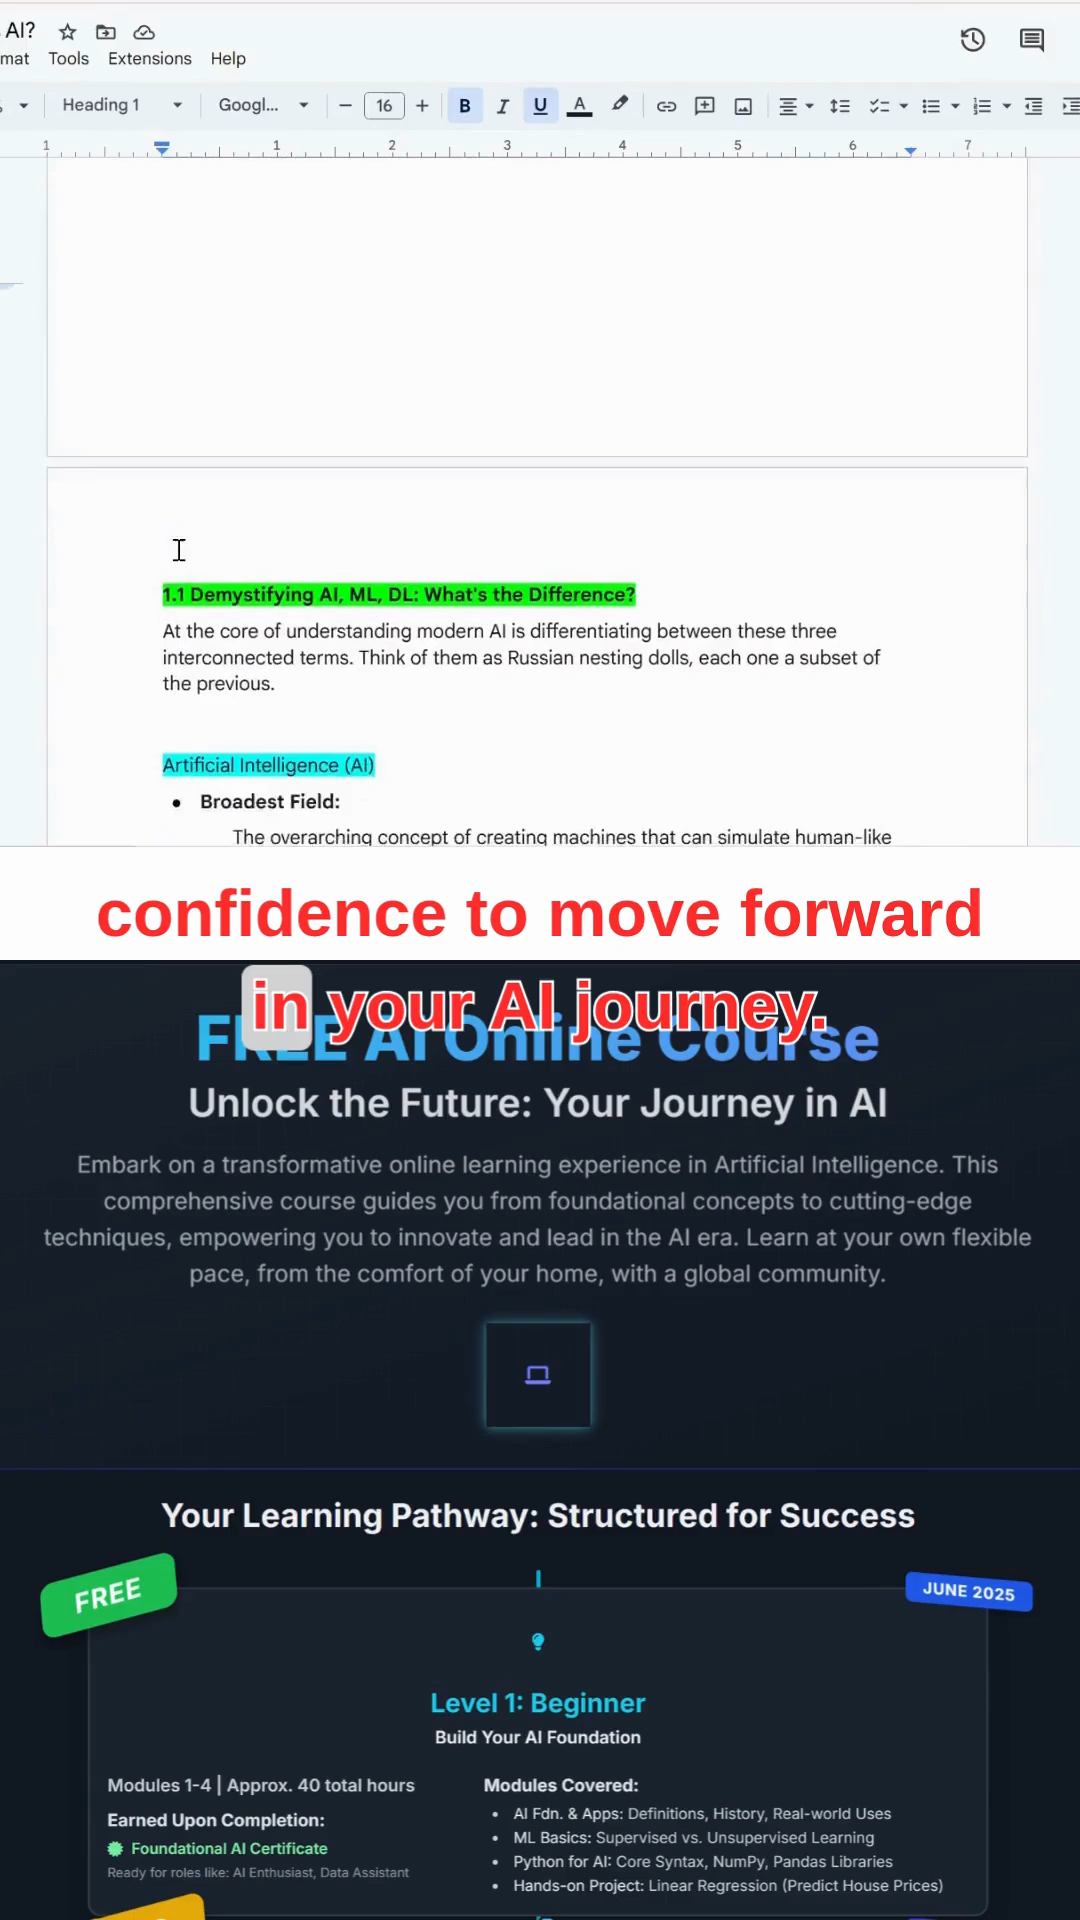 AI?
mat Tools Extensions Help
Heading 1 Googl... − 16 + B I U A
1 1 2 3 4 5 6 7
1.1 Demystifying AI, ML, DL: What's the Difference?
At the core of understanding modern AI is differentiating between these three
interconnected terms. Think of them as Russian nesting dolls, each one a subset of
the previous.
Artificial Intelligence (AI)
● Broadest Field:
The overarching concept of creating machines that can simulate human-like
confidence to move forward
in your AI journey.
FREE AI Online Course
Unlock the Future: Your Journey in AI
Embark on a transformative online learning experience in Artificial Intelligence. This
comprehensive course guides you from foundational concepts to cutting-edge
techniques, empowering you to innovate and lead in the AI era. Learn at your own flexible
pace, from the comfort of your home, with a global community.
Your Learning Pathway: Structured for Success
FREE
JUNE 2025
Level 1: Beginner
Build Your AI Foundation
Modules 1-4 | Approx. 40 total hours
Earned Upon Completion:
Foundational AI Certificate
Ready for roles like: AI Enthusiast, Data Assistant
Modules Covered:
• AI Fdn. & Apps: Definitions, History, Real-world Uses
• ML Basics: Supervised vs. Unsupervised Learning
• Python for AI: Core Syntax, NumPy, Pandas Libraries
• Hands-on Project: Linear Regression (Predict House Prices)